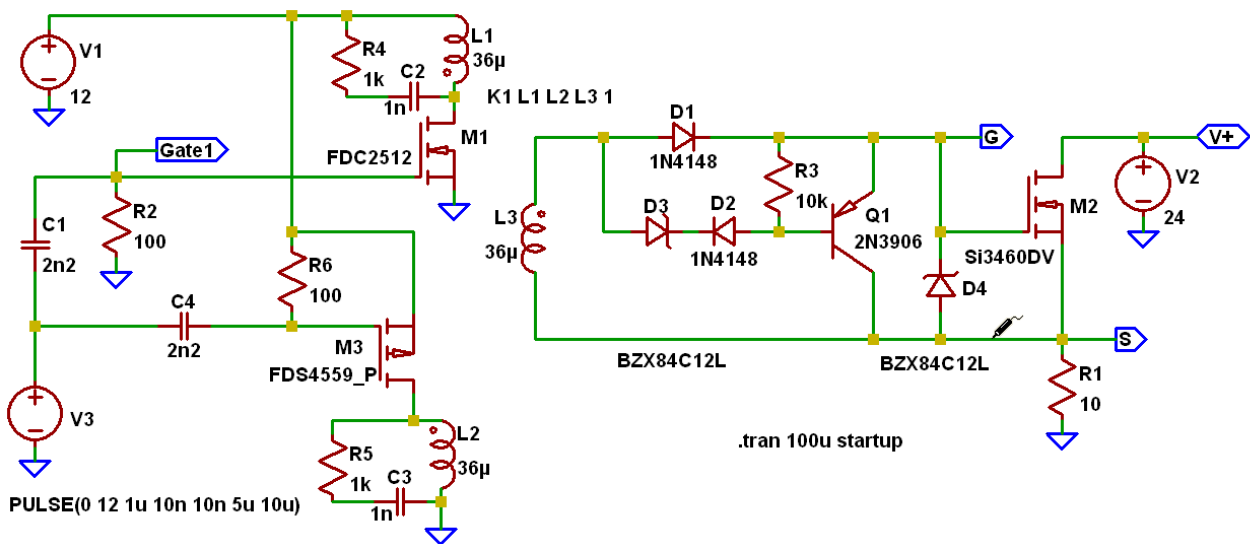 V1
12
R4
1k
C2
1n
L1
36µ
K1 L1 L2 L3 1
M1
FDC2512
Gate1
R2
100
C1
2n2
R6
100
C4
2n2
M3
FDS4559_P
V3
R5
1k
C3
1n
L2
36µ
PULSE(0 12 1u 10n 10n 5u 10u)
D1
1N4148
R3
10k
D3
D2
1N4148
L3
36µ
Q1
2N3906
G
V+
V2
24
M2
Si3460DV
D4
S
BZX84C12L
BZX84C12L
R1
10
.tran 100u startup